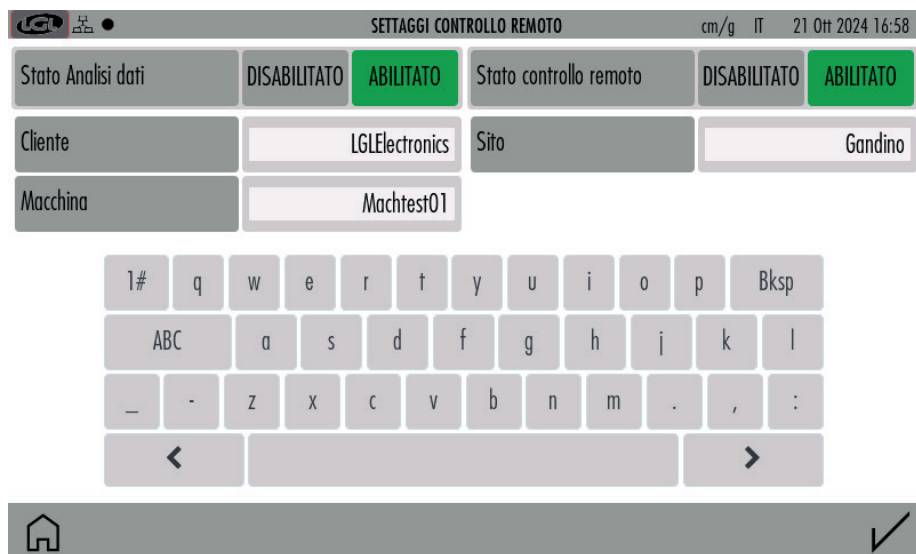 LGL SETTAGGI CONTROLLO REMOTO cm/g IT 21 Ott 2024 16:58
Stato Analisi dati DISABILITATO ABILITATO Stato controllo remoto DISABILITATO ABILITATO
Cliente LGLElectronics Sito Gandino
Macchina Machtest01
1# q w e r t y u i o p Bksp
ABC a s d f g h j k l
_ - z x c v b n m . , :